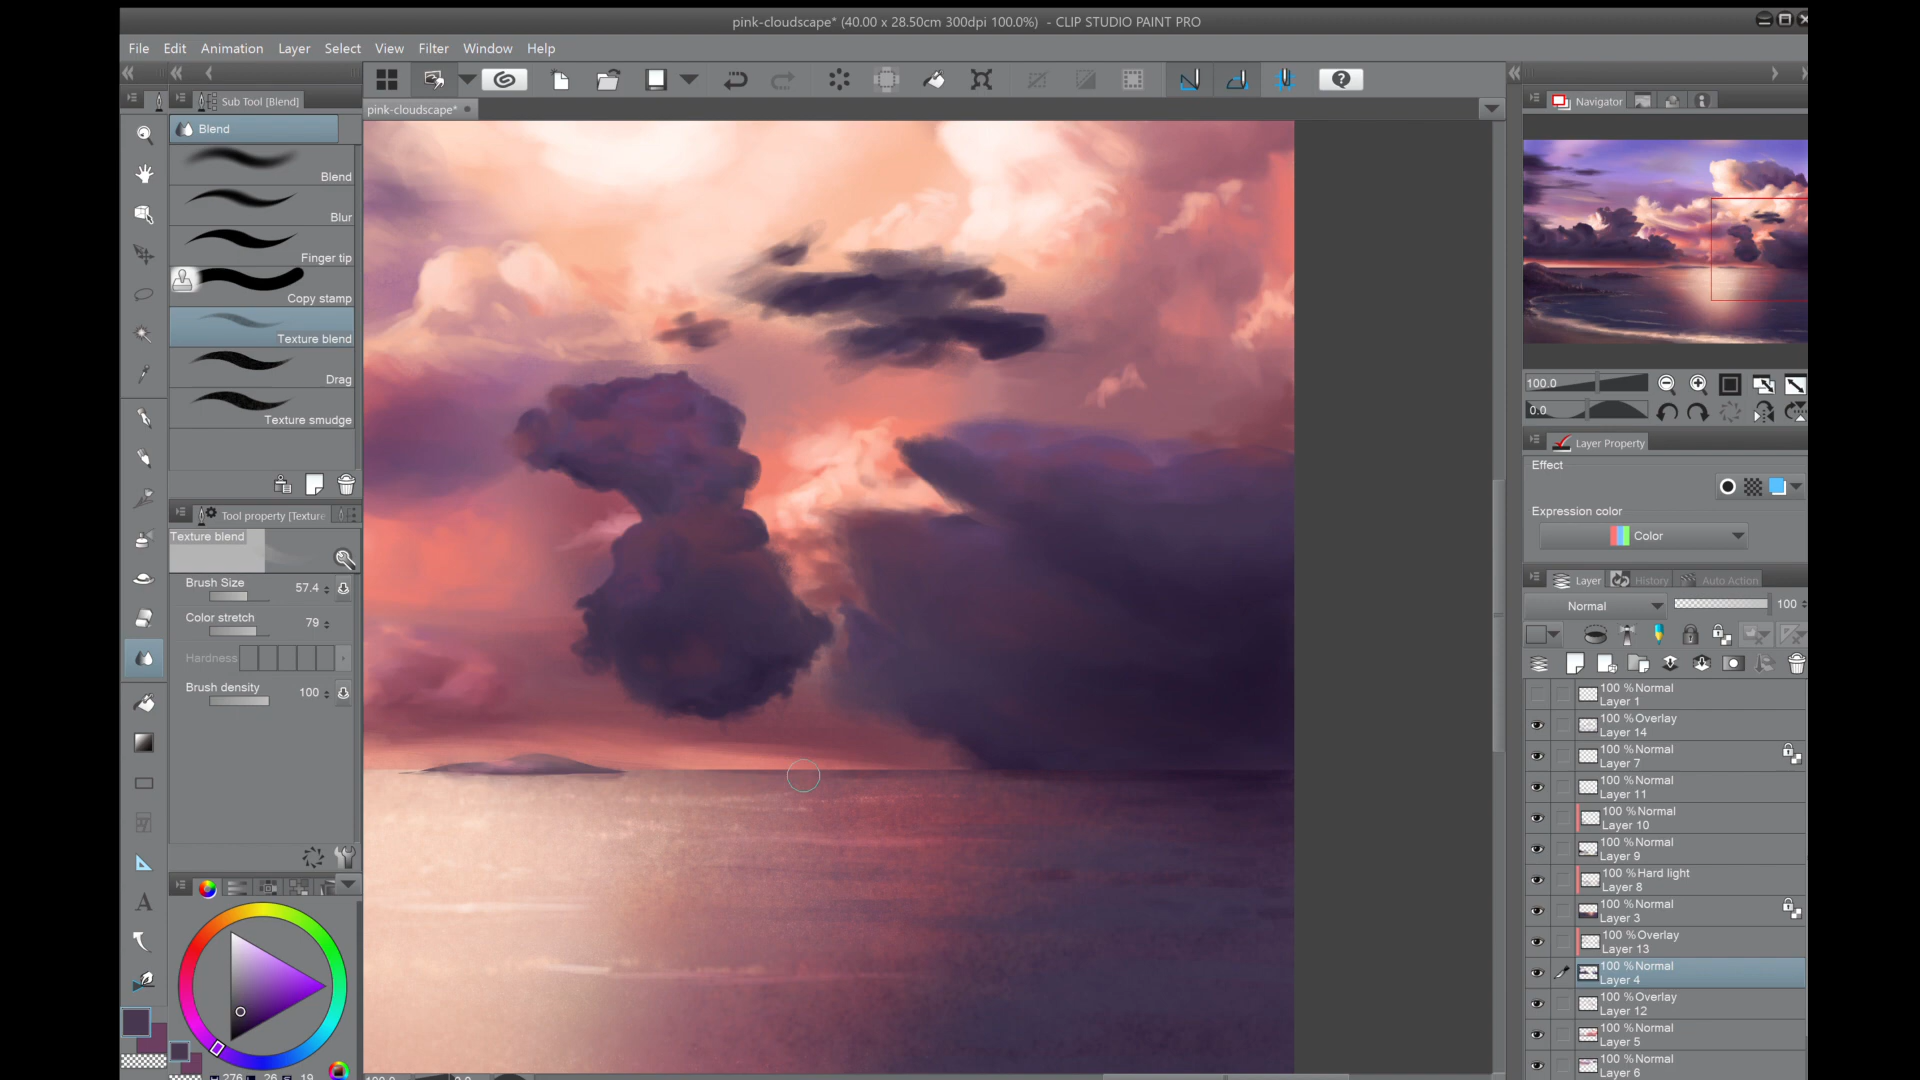 pink-cloudscape* (40.00 x 28.50cm 300dpi 100.0%) - CLIP STUDIO PAINT PRO
File Edit Animation Layer Select View Filter Window Help
Sub Tool [Blend]
pink-cloudscape*
Navigator
Blend
Blend
Blur
Finger tip
Copy stamp
Texture blend
Drag
Texture smudge
100.0
0.0
Layer Property
Effect
Expression color
Color
Tool property [Texture
Texture blend
Brush Size 57.4
Color stretch 79
Hardness
Brush density 100
Layer History Auto Action
Normal 100
100 %Normal
Layer 1
100 %Overlay
Layer 14
100 %Normal
Layer 7
100 %Normal
Layer 11
100 %Normal
Layer 10
100 %Normal
Layer 9
100 %Hard light
Layer 8
100 %Normal
Layer 3
100 %Overlay
Layer 13
100 %Normal
Layer 4
100 %Overlay
Layer 12
100 %Normal
Layer 5
100 %Normal
Layer 6